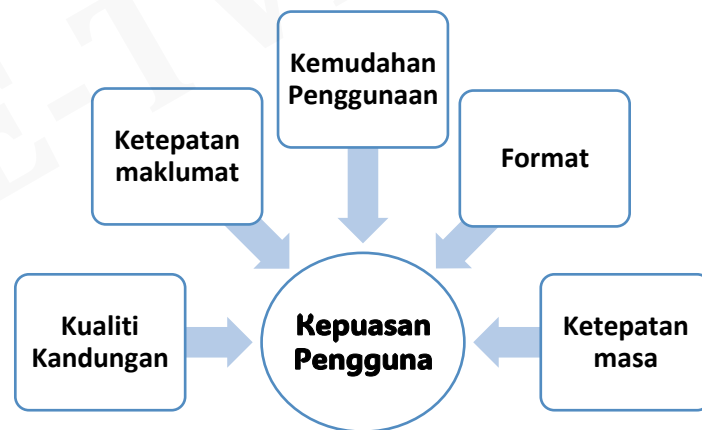 Kemudahan
Penggunaan
Ketepatan
maklumat
Format
Kualiti
Kandungan
Kepuasan
Pengguna
Ketepatan
masa